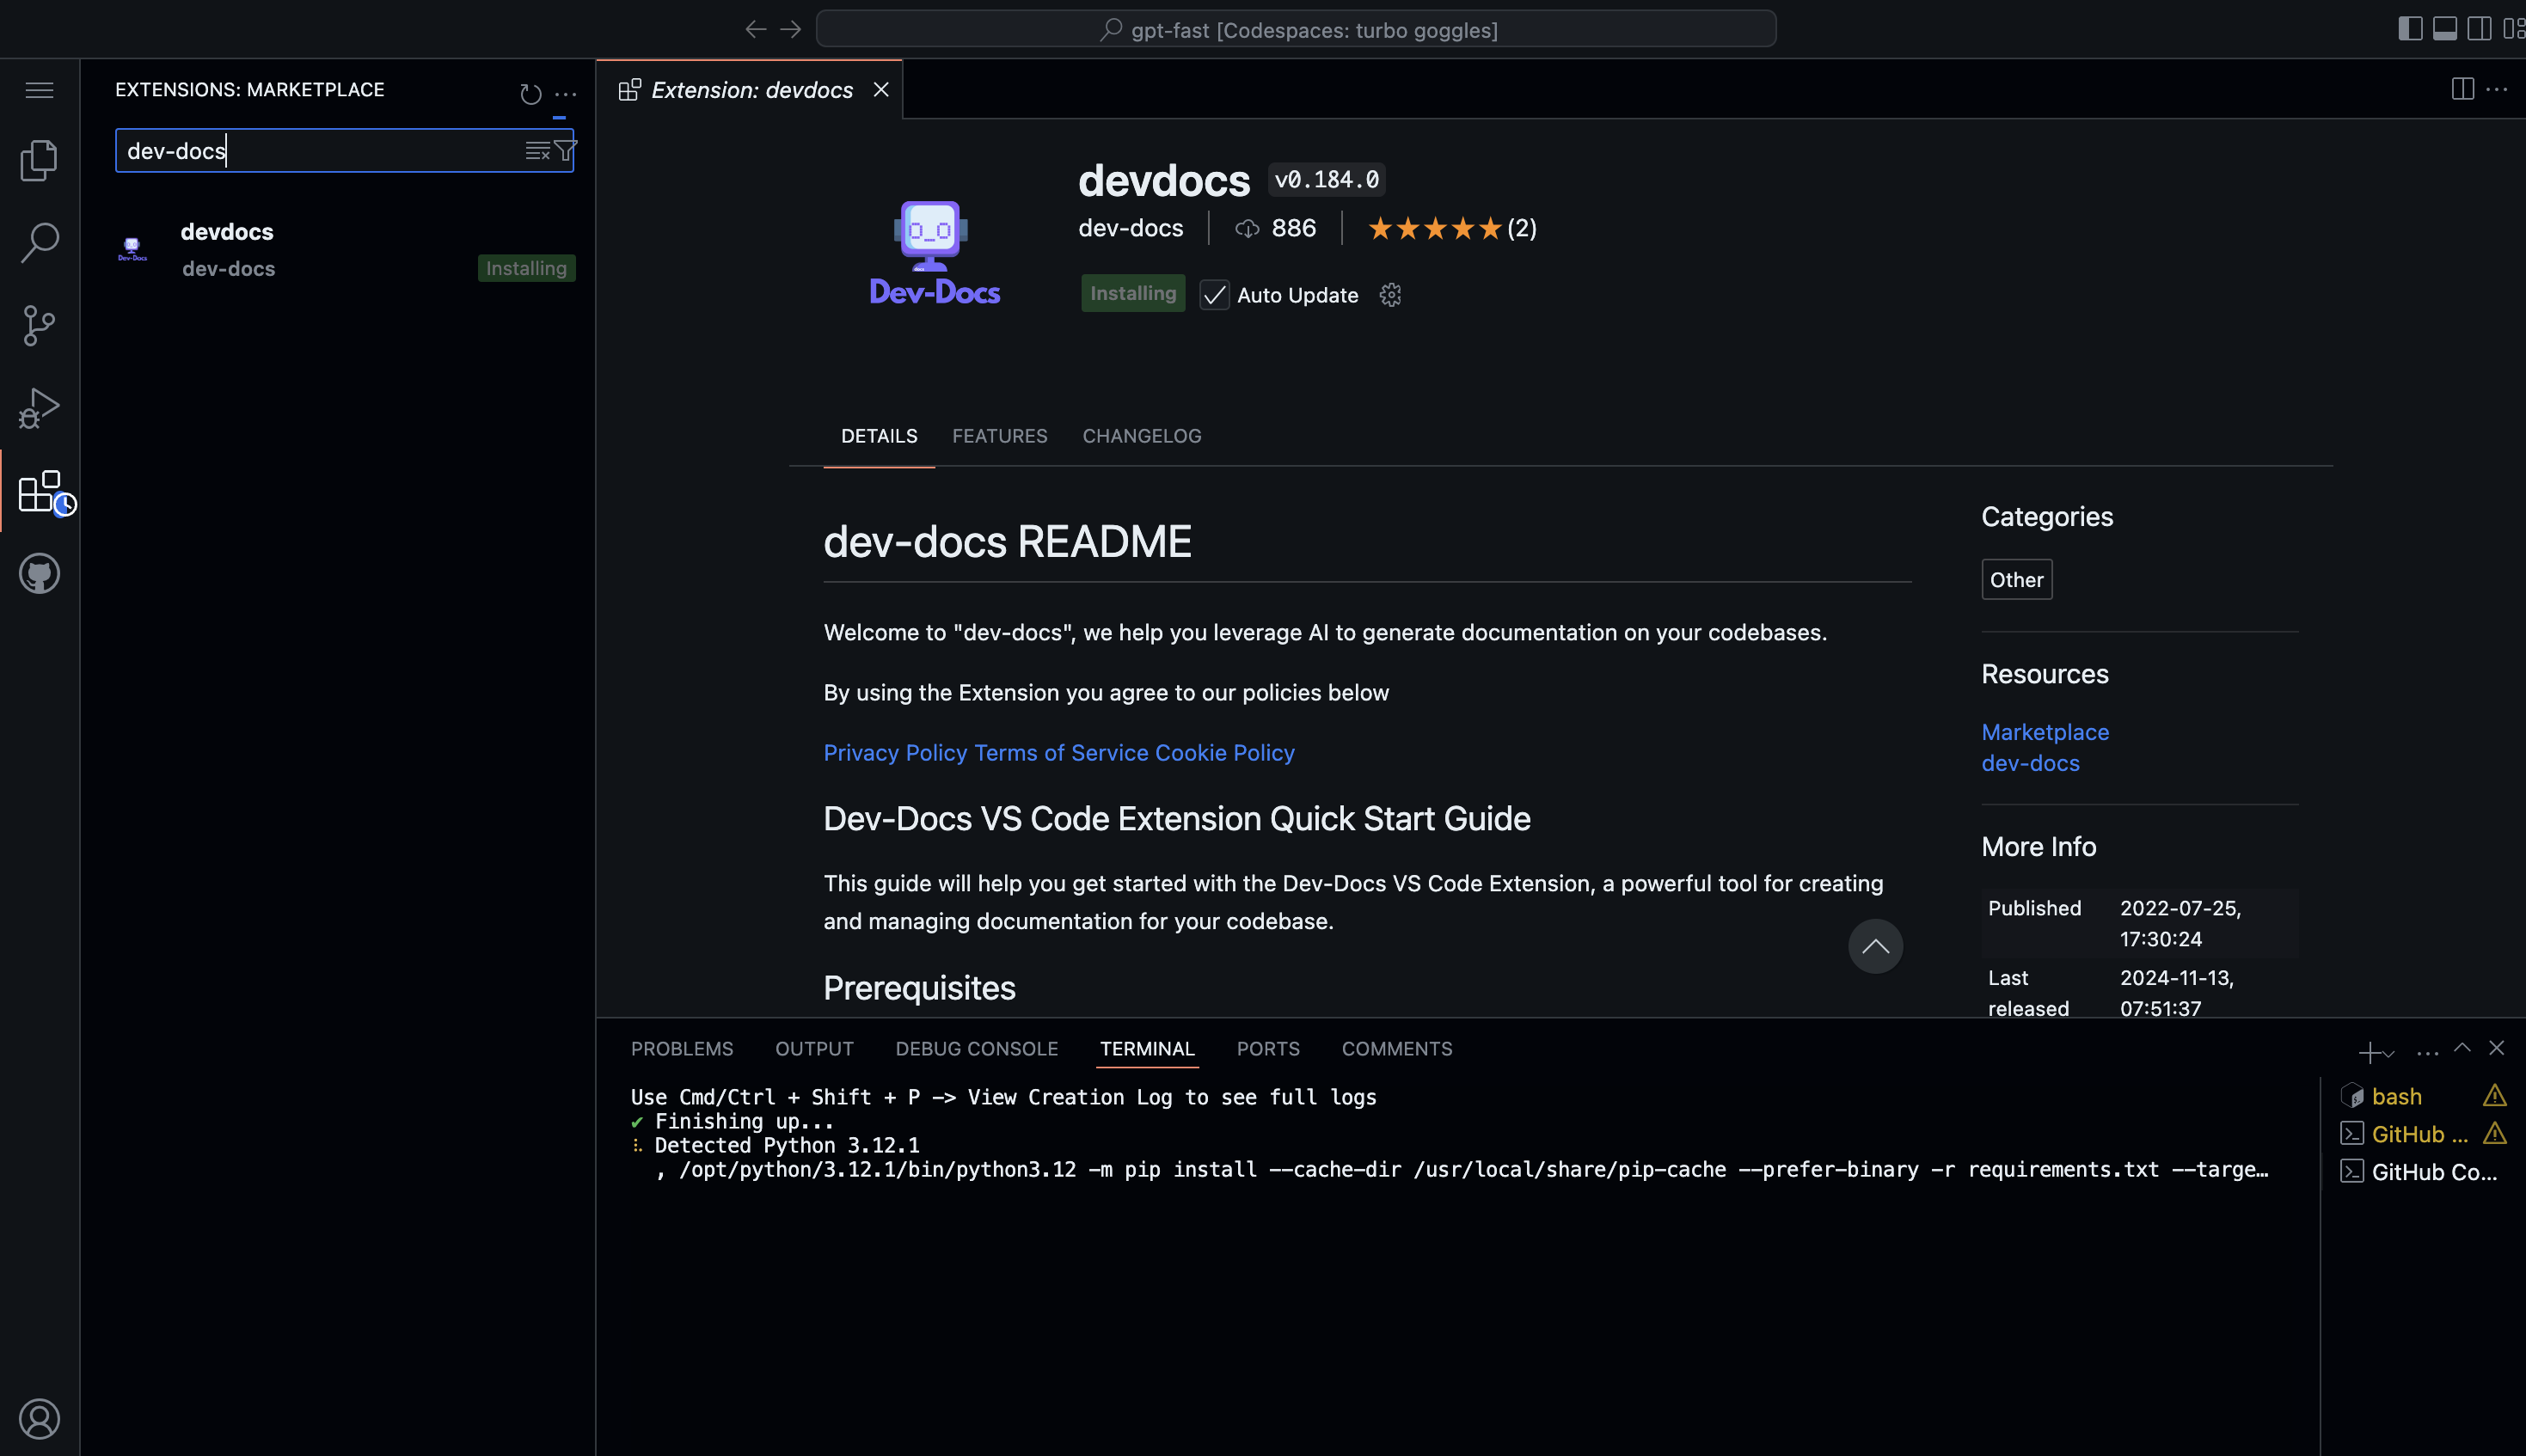 gpt-fast [Codespaces: turbo goggles]
EXTENSIONS: MARKETPLACE
dev-docs
devdocs
dev-docs
Installing
Dev-Docs
Extension: devdocs
Dev-Docs
devdocs v0.184.0
dev-docs 886 ★★★★★(2)
Installing Auto Update
DETAILS FEATURES CHANGELOG
dev-docs README
Welcome to "dev-docs", we help you leverage AI to generate documentation on your codebases.
By using the Extension you agree to our policies below
Privacy Policy Terms of Service Cookie Policy
Dev-Docs VS Code Extension Quick Start Guide
This guide will help you get started with the Dev-Docs VS Code Extension, a powerful tool for creating
and managing documentation for your codebase.
Prerequisites
Categories
Other
Resources
Marketplace
dev-docs
More Info
Published 2022-07-25,
17:30:24
Last 2024-11-13,
released 07:51:37
PROBLEMS OUTPUT DEBUG CONSOLE TERMINAL PORTS COMMENTS
Use Cmd/Ctrl + Shift + P -> View Creation Log to see full logs
✔ Finishing up...
⠧ Detected Python 3.12.1
, /opt/python/3.12.1/bin/python3.12 -m pip install --cache-dir /usr/local/share/pip-cache --prefer-binary -r requirements.txt --targe…
bash
GitHub ...
GitHub Co...